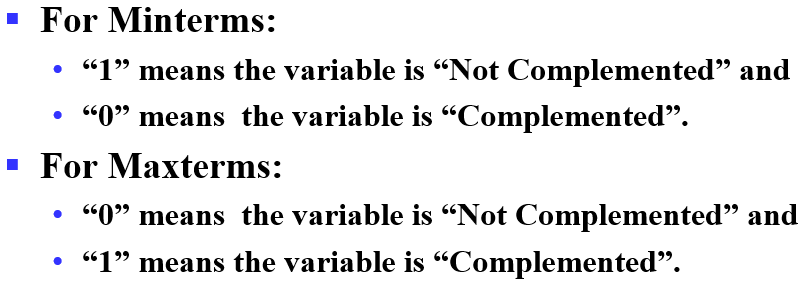 ▪ For Minterms:
• “1” means the variable is “Not Complemented” and
• “0” means  the variable is “Complemented”.
▪ For Maxterms:
• “0” means  the variable is “Not Complemented” and
• “1” means the variable is “Complemented”.